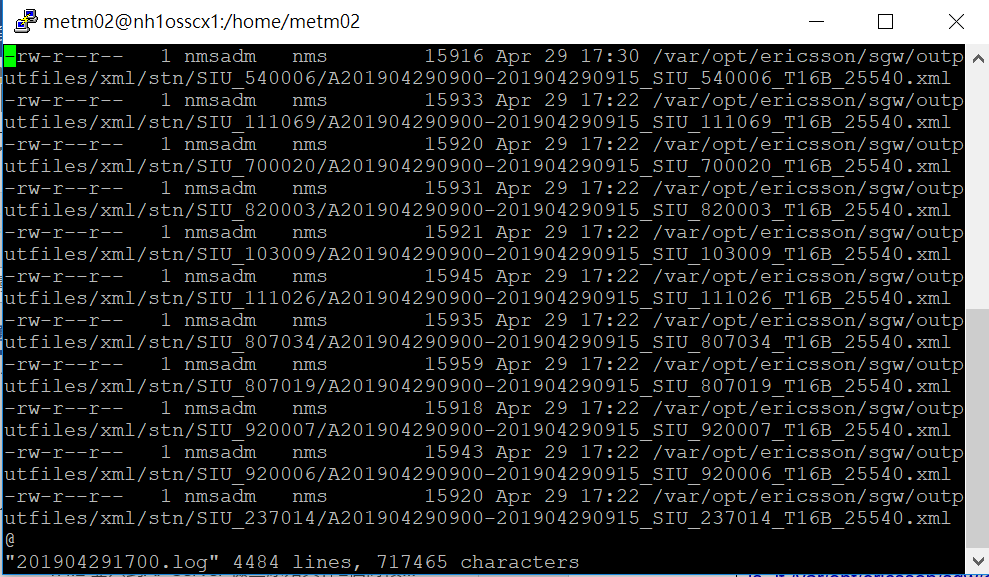 metm02@nh1osscx1:/home/metm02
-rw-r--r--   1 nmsadm   nms        15916 Apr 29 17:30 /var/opt/ericsson/sgw/outp
utfiles/xml/stn/SIU_540006/A201904290900-201904290915_SIU_540006_T16B_25540.xml
-rw-r--r--   1 nmsadm   nms        15933 Apr 29 17:22 /var/opt/ericsson/sgw/outp
utfiles/xml/stn/SIU_111069/A201904290900-201904290915_SIU_111069_T16B_25540.xml
-rw-r--r--   1 nmsadm   nms        15920 Apr 29 17:22 /var/opt/ericsson/sgw/outp
utfiles/xml/stn/SIU_700020/A201904290900-201904290915_SIU_700020_T16B_25540.xml
-rw-r--r--   1 nmsadm   nms        15931 Apr 29 17:22 /var/opt/ericsson/sgw/outp
utfiles/xml/stn/SIU_820003/A201904290900-201904290915_SIU_820003_T16B_25540.xml
-rw-r--r--   1 nmsadm   nms        15921 Apr 29 17:22 /var/opt/ericsson/sgw/outp
utfiles/xml/stn/SIU_103009/A201904290900-201904290915_SIU_103009_T16B_25540.xml
-rw-r--r--   1 nmsadm   nms        15945 Apr 29 17:22 /var/opt/ericsson/sgw/outp
utfiles/xml/stn/SIU_111026/A201904290900-201904290915_SIU_111026_T16B_25540.xml
-rw-r--r--   1 nmsadm   nms        15935 Apr 29 17:22 /var/opt/ericsson/sgw/outp
utfiles/xml/stn/SIU_807034/A201904290900-201904290915_SIU_807034_T16B_25540.xml
-rw-r--r--   1 nmsadm   nms        15959 Apr 29 17:22 /var/opt/ericsson/sgw/outp
utfiles/xml/stn/SIU_807019/A201904290900-201904290915_SIU_807019_T16B_25540.xml
-rw-r--r--   1 nmsadm   nms        15918 Apr 29 17:22 /var/opt/ericsson/sgw/outp
utfiles/xml/stn/SIU_920007/A201904290900-201904290915_SIU_920007_T16B_25540.xml
-rw-r--r--   1 nmsadm   nms        15943 Apr 29 17:22 /var/opt/ericsson/sgw/outp
utfiles/xml/stn/SIU_920006/A201904290900-201904290915_SIU_920006_T16B_25540.xml
-rw-r--r--   1 nmsadm   nms        15920 Apr 29 17:22 /var/opt/ericsson/sgw/outp
utfiles/xml/stn/SIU_237014/A201904290900-201904290915_SIU_237014_T16B_25540.xml
@
"201904291700.log" 4484 lines, 717465 characters